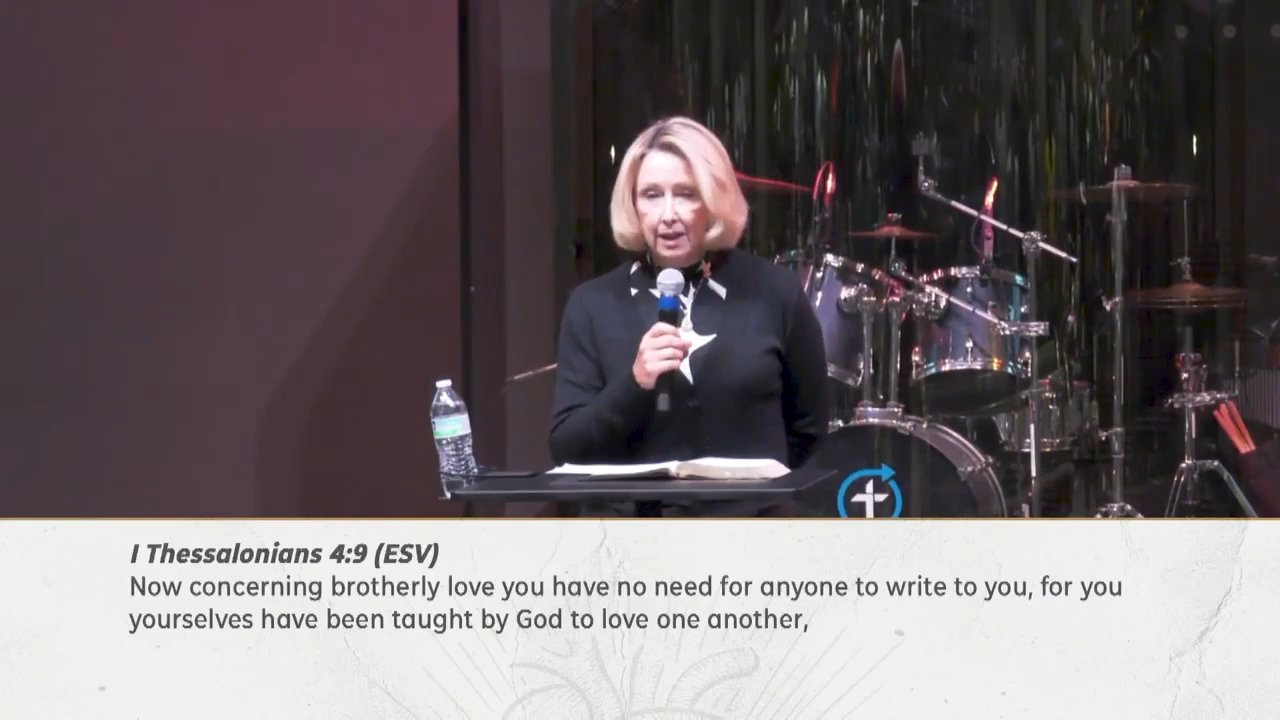 I Thessalonians 4:9 (ESV)
Now concerning brotherly love you have no need for anyone to write to you, for you
yourselves have been taught by God to love one another,